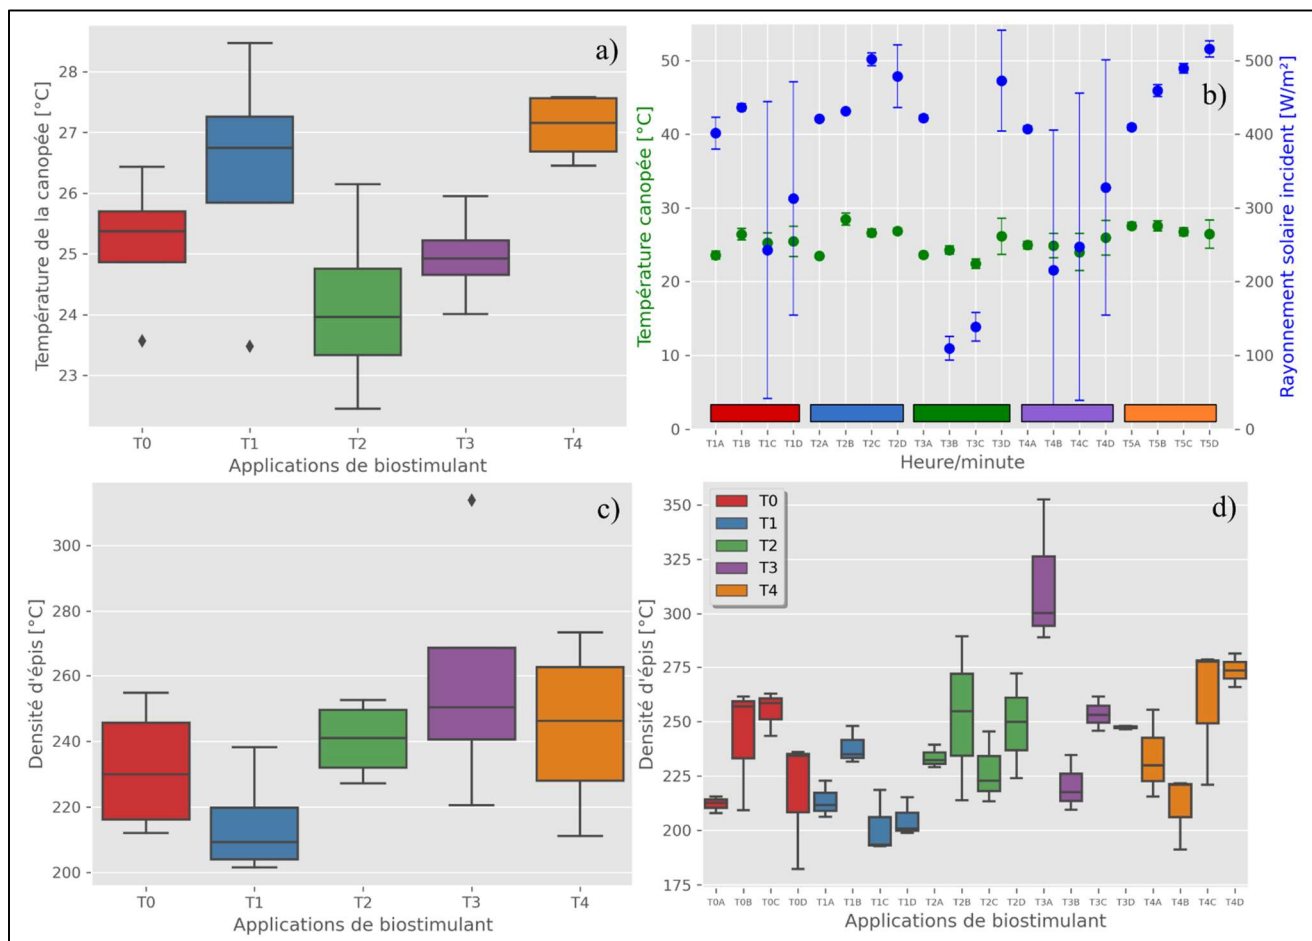 a)
Température de la canopée [°C]
28
27
26
25
24
23
T0 T1 T2 T3 T4
Applications de biostimulant
b)
Température canopée [°C]
50
40
30
20
10
0
Rayonnement solaire incident [W/m²]
500
400
300
200
100
0
T1A T1B T1C T1D T2A T2B T2C T2D T3A T3B T3C T3D T4A T4B T4C T4D T5A T5B T5C T5D
Heure/minute
c)
Densité d'épis [°C]
300
280
260
240
220
200
T0 T1 T2 T3 T4
Applications de biostimulant
d)
T0
T1
T2
T3
T4
Densité d'épis [°C]
350
325
300
275
250
225
200
175
T0A T0B T0C T0D T1A T1B T1C T1D T2A T2B T2C T2D T3A T3B T3C T3D T4A T4B T4C T4D
Applications de biostimulant